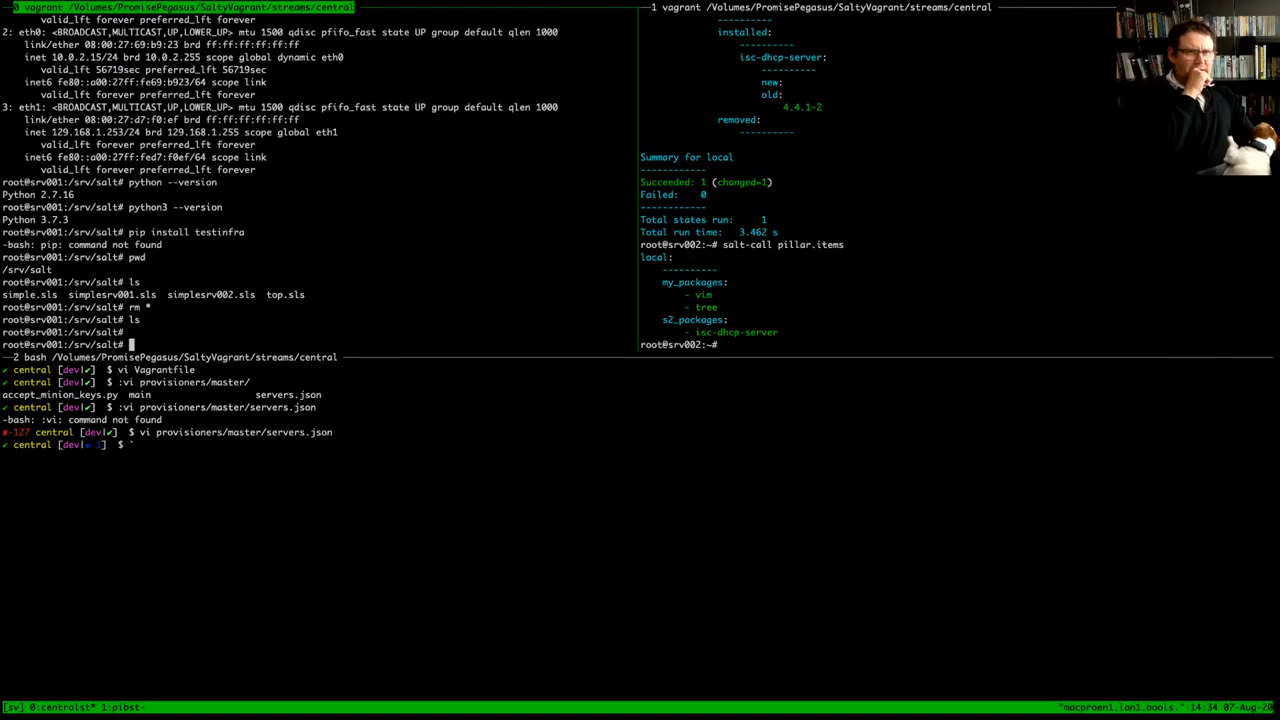 0 vagrant /Volumes/PromisePegasus/SaltyVagrant/streams/central
valid_lft forever preferred_lft forever
2: eth0: <BROADCAST,MULTICAST,UP,LOWER_UP> mtu 1500 qdisc pfifo_fast state UP group default qlen 1000
link/ether 08:00:27:69:b9:23 brd ff:ff:ff:ff:ff:ff
inet 10.0.2.15/24 brd 10.0.2.255 scope global dynamic eth0
valid_lft 56719sec preferred_lft 56719sec
inet6 fe80::a00:27ff:fe69:b923/64 scope link
valid_lft forever preferred_lft forever
3: eth1: <BROADCAST,MULTICAST,UP,LOWER_UP> mtu 1500 qdisc pfifo_fast state UP group default qlen 1000
link/ether 08:00:27:d7:f0:ef brd ff:ff:ff:ff:ff:ff
inet 129.168.1.253/24 brd 129.168.1.255 scope global eth1
valid_lft forever preferred_lft forever
inet6 fe80::a00:27ff:fed7:f0ef/64 scope link
valid_lft forever preferred_lft forever
root@srv001:/srv/salt# python --version
Python 2.7.16
root@srv001:/srv/salt# python3 --version
Python 3.7.3
root@srv001:/srv/salt# pip install testinfra
-bash: pip: command not found
root@srv001:/srv/salt# pwd
/srv/salt
root@srv001:/srv/salt# ls
simple.sls  simplesrv001.sls  simplesrv002.sls  top.sls
root@srv001:/srv/salt# rm *
root@srv001:/srv/salt# ls
root@srv001:/srv/salt#
root@srv001:/srv/salt#
1 vagrant /Volumes/PromisePegasus/SaltyVagrant/streams/central
----------
installed:
----------
isc-dhcp-server:
----------
new:
old:
4.4.1-2
removed:
----------
Summary for local
------------
Succeeded: 1 (changed=1)
Failed:    0
------------
Total states run:     1
Total run time:   3.462 s
root@srv002:~# salt-call pillar.items
local:
----------
my_packages:
- vim
- tree
s2_packages:
- isc-dhcp-server
root@srv002:~#
2 bash /Volumes/PromisePegasus/SaltyVagrant/streams/central
✔ central [dev|✔]  $ vi Vagrantfile
✔ central [dev|✔]  $ :vi provisioners/master/
accept_minion_keys.py  main  servers.json
✔ central [dev|✔]  $ :vi provisioners/master/servers.json
-bash: :vi: command not found
✘-127 central [dev|✔]  $ vi provisioners/master/servers.json
✔ central [dev|✚ 1]  $ `
[sv] 0:centralst* 1:pibst-
"macproen1.lan1.bools." 14:34 07-Aug-20